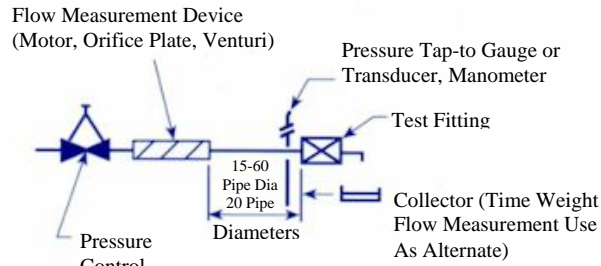 Flow Measurement Device
(Motor, Orifice Plate, Venturi)
Pressure Tap-to Gauge or
Transducer, Manometer
Test Fitting
15-60
Pipe Dia
20 Pipe
Diameters
Collector (Time Weight
Flow Measurement Use
As Alternate)
Pressure
Control